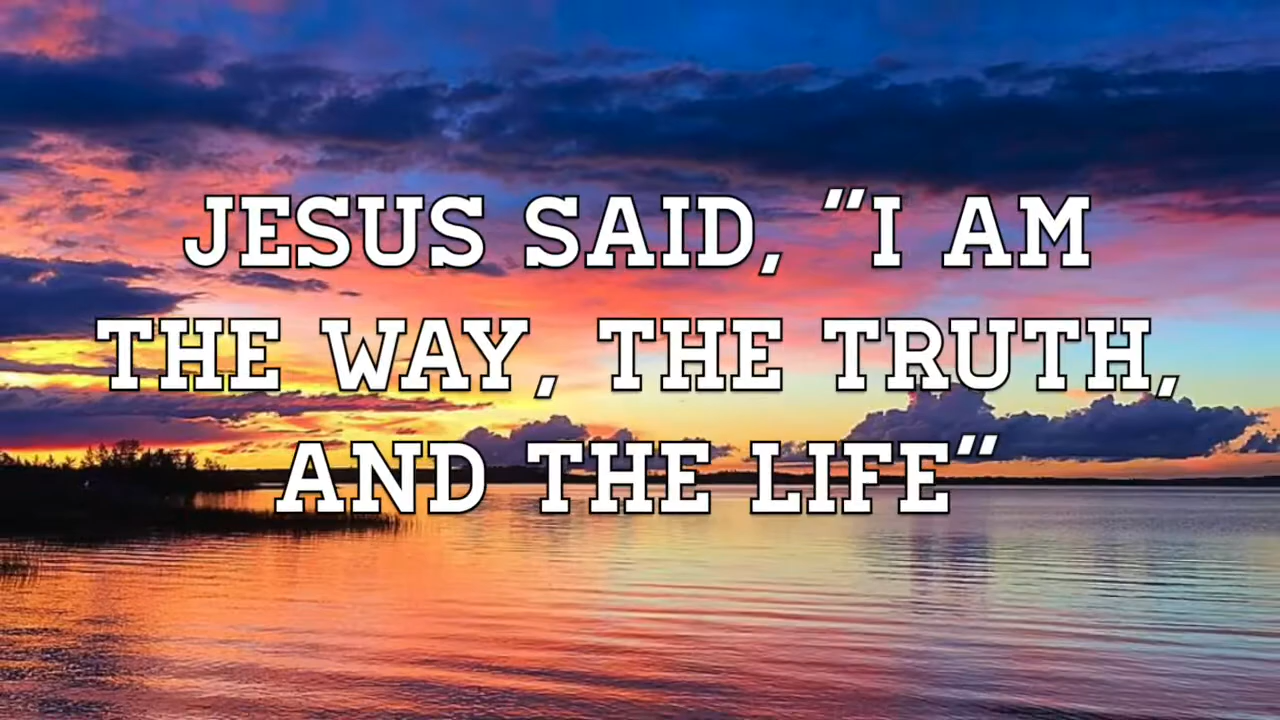 JESUS SAID, "I AM
THE WAY, THE TRUTH,
AND THE LIFE"